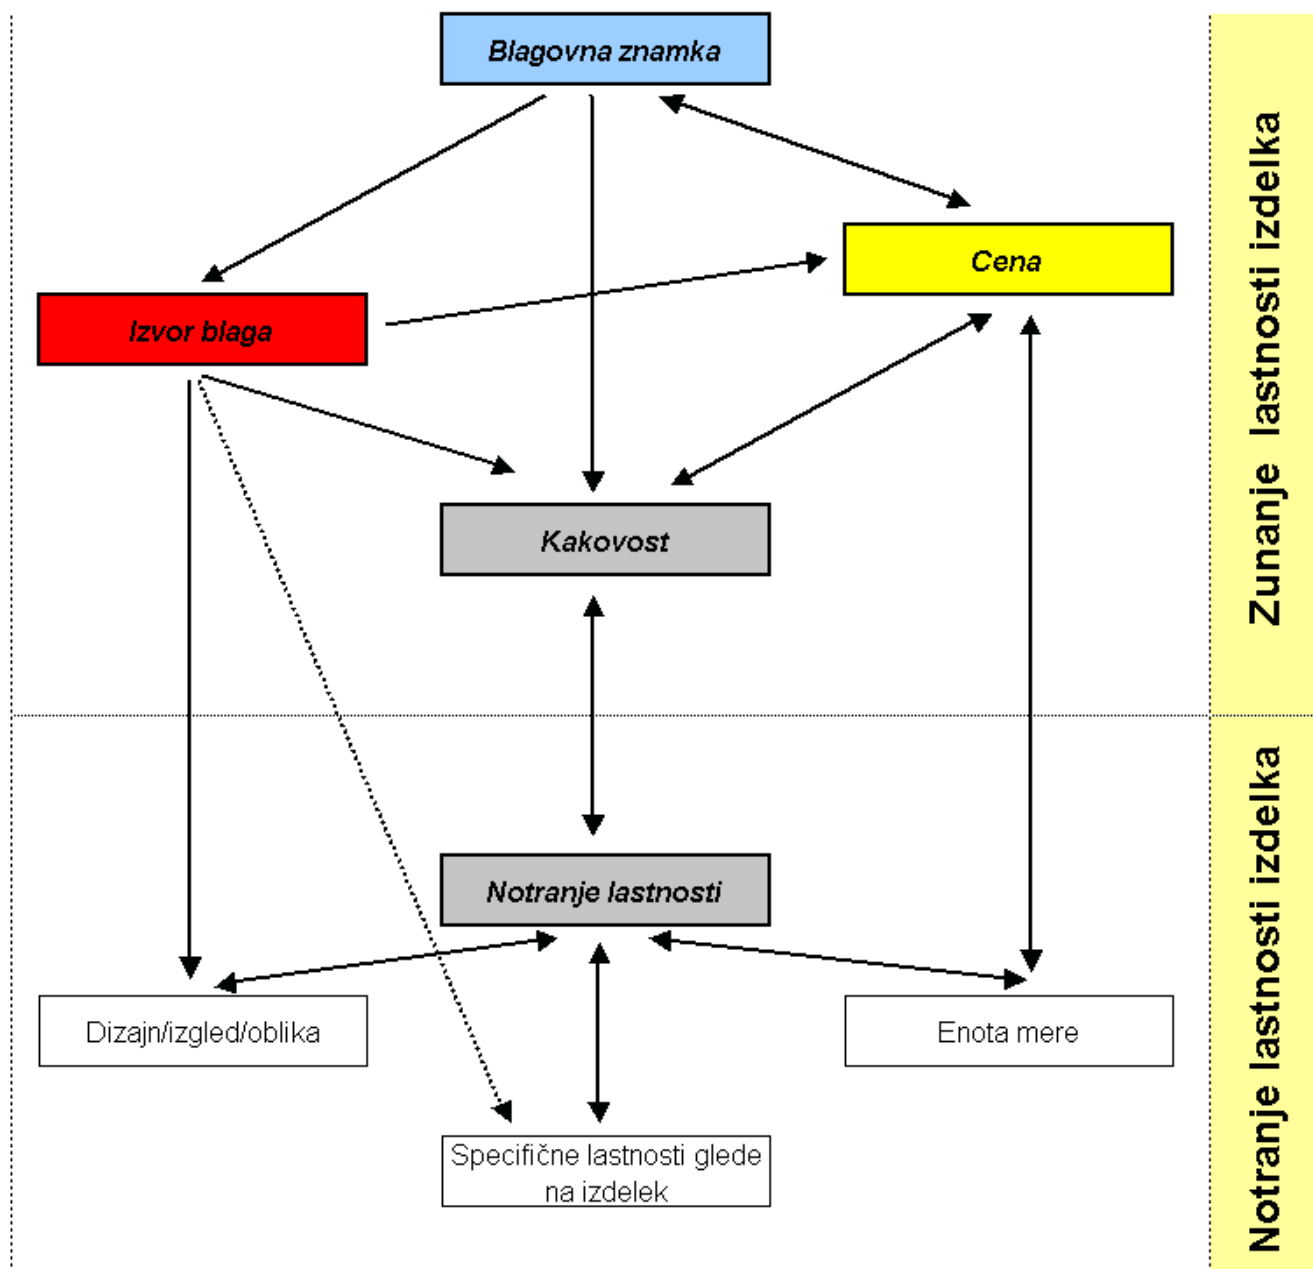 Blagovna znamka
Cena
Izvor blaga
Kakovost
Zunanje lastnosti izdelka
Notranje lastnosti
Dizajn/izgled/oblika
Enota mere
Specifične lastnosti glede
na izdelek
Notranje lastnosti izdelka